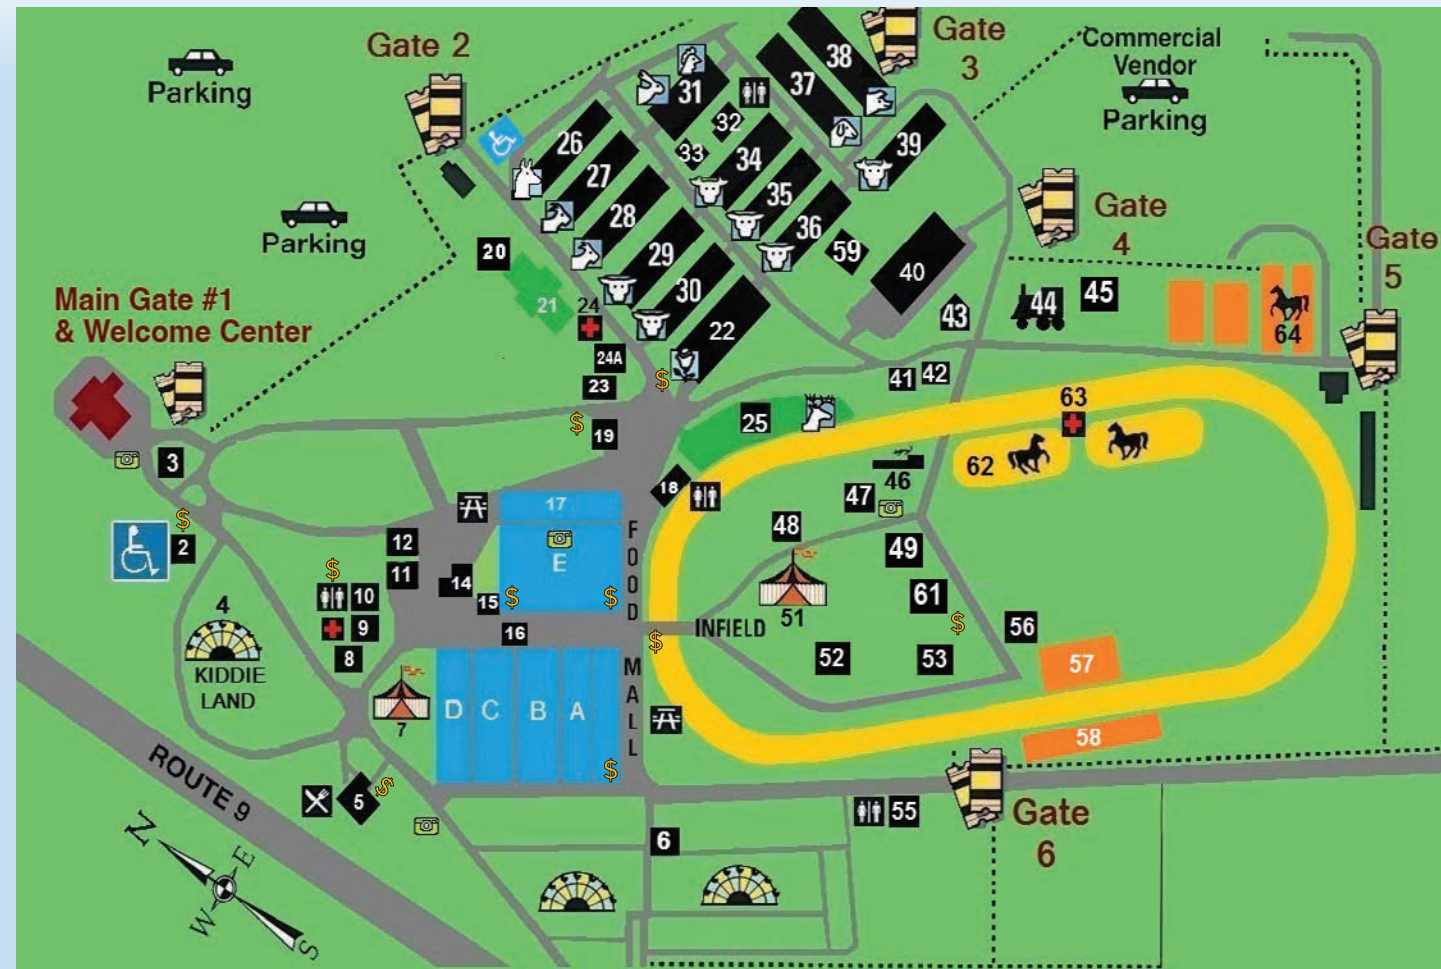 Gate 2
Gate
3
Commercial
Vendor
Parking
Parking
Parking
Gate
4
Gate
5
Main Gate #1
& Welcome Center
38
37
31
32
33
34
35
36
39
26
27
28
29
30
22
59
40
20
21
24
24A
23
19
43
44
45
64
41
42
25
63
62
46
47
48
49
3
2
18
17
E
12
11
14
15
16
10
9
8
4
KIDDIE
LAND
7
D
C
B
A
F
O
O
D
M
A
L
L
INFIELD
51
61
52
53
56
57
58
ROUTE 9
5
6
55
Gate
6
N
E
W
S
$
$
$
$
$
$
$
$
$
$